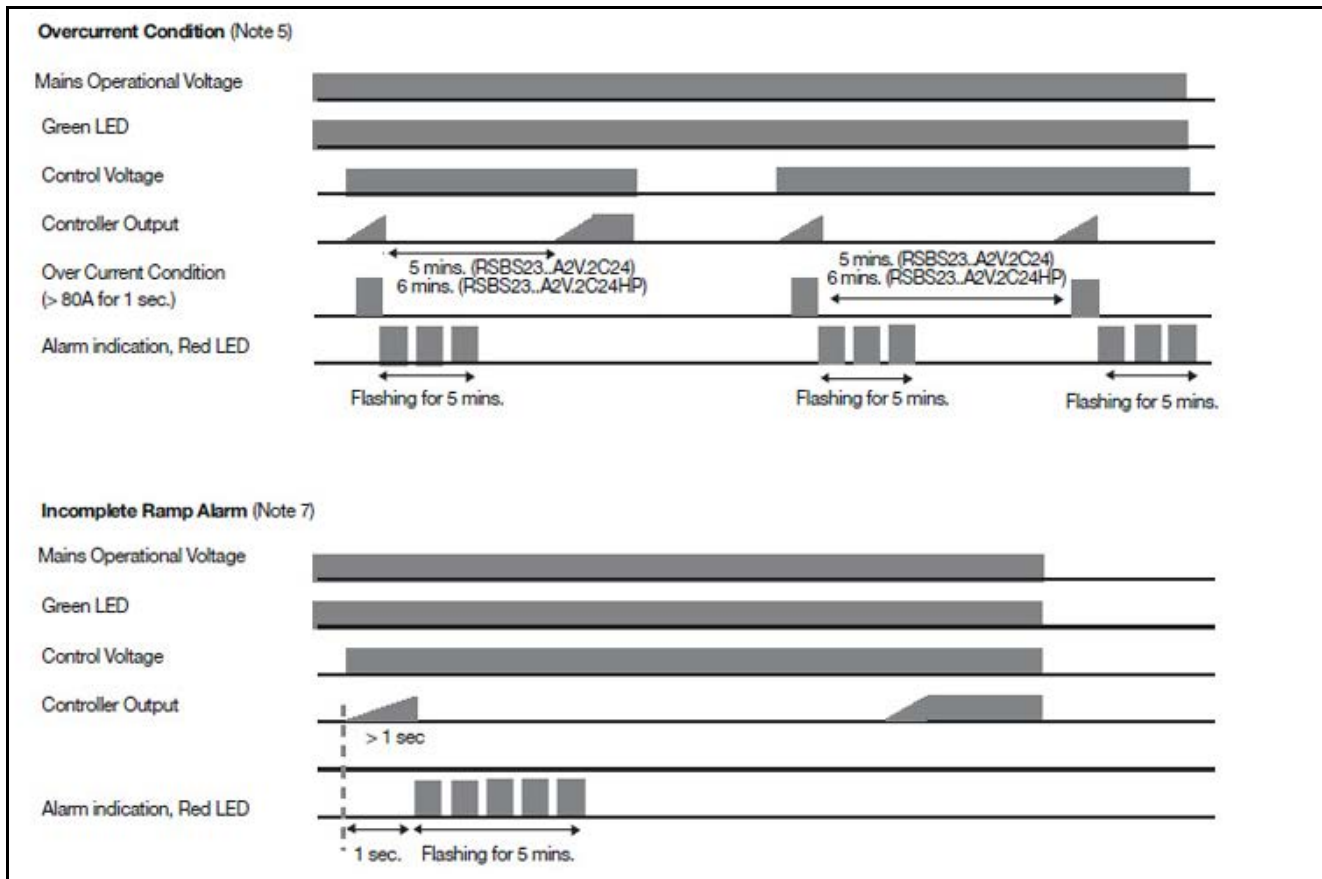 Overcurrent Condition (Note 5)
Mains Operational Voltage
Green LED
Control Voltage
Controller Output
5 mins. (RSBS23..A2V.2C24)
6 mins. (RSBS23..A2V.2C24HP)
5 mins. (RSBS23..A2V.2C24)
6 mins. (RSBS23..A2V.2C24HP)
Over Current Condition
(> 80A for 1 sec.)
Alarm indication, Red LED
Flashing for 5 mins.
Flashing for 5 mins.
Flashing for 5 mins.
Incomplete Ramp Alarm (Note 7)
Mains Operational Voltage
Green LED
Control Voltage
Controller Output
> 1 sec
Alarm indication, Red LED
1 sec.
Flashing for 5 mins.